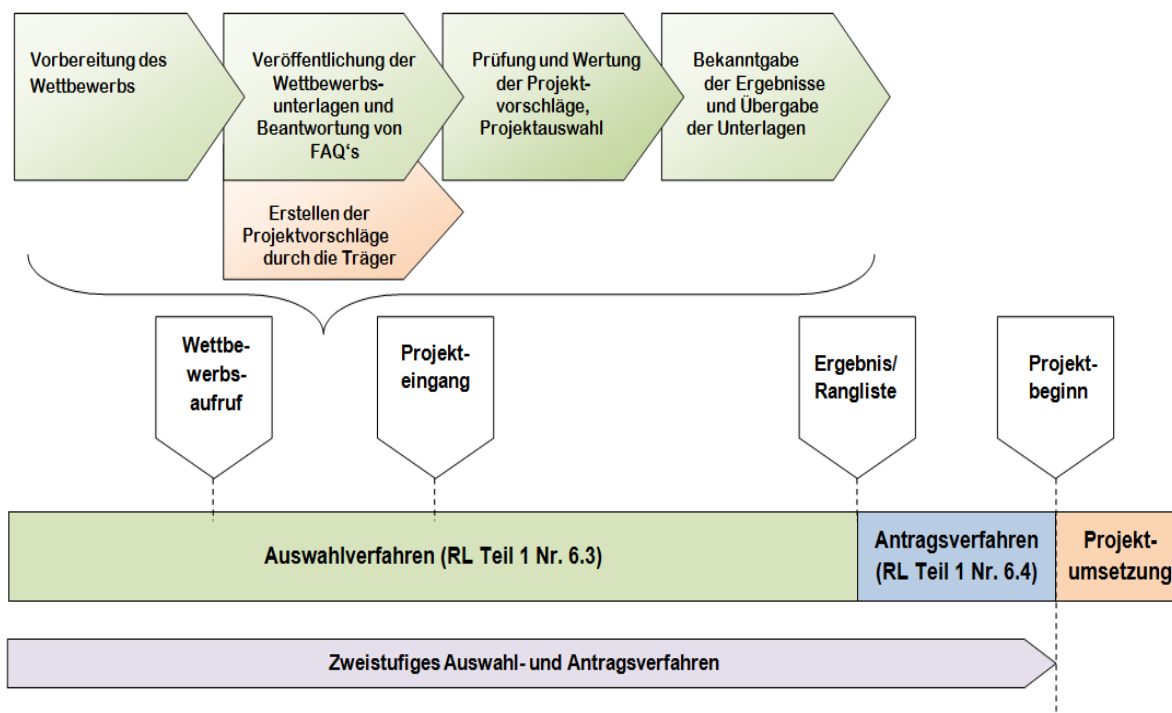 Vorbereitung des
Wettbewerbs
Veröffentlichung der
Wettbewerbs-
unterlagen und
Beantwortung von
FAQ‘s
Prüfung und Wertung
der Projekt-
vorschläge,
Projektauswahl
Bekanntgabe
der Ergebnisse
und Übergabe
der Unterlagen
Erstellen der
Projektvorschläge
durch die Träger
Wettbe-
werbs-
aufruf
Projekt-
eingang
Ergebnis/
Rangliste
Projekt-
beginn
Auswahlverfahren (RL Teil 1 Nr. 6.3)
Antragsverfahren
(RL Teil 1 Nr. 6.4)
Projekt-
umsetzung
Zweistufiges Auswahl- und Antragsverfahren